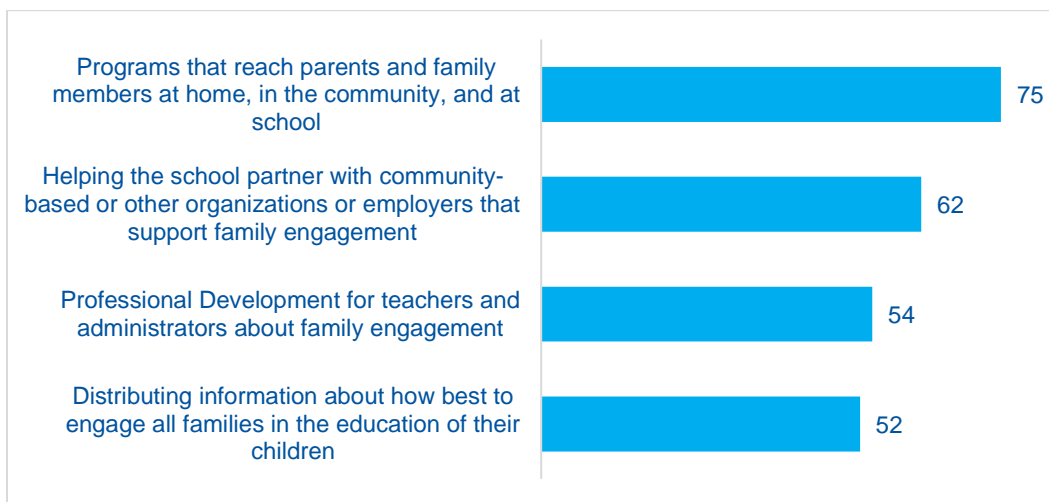 Programs that reach parents and family
members at home, in the community, and at
school
75
Helping the school partner with community-
based or other organizations or employers that
support family engagement
62
Professional Development for teachers and
administrators about family engagement
54
Distributing information about how best to
engage all families in the education of their
children
52